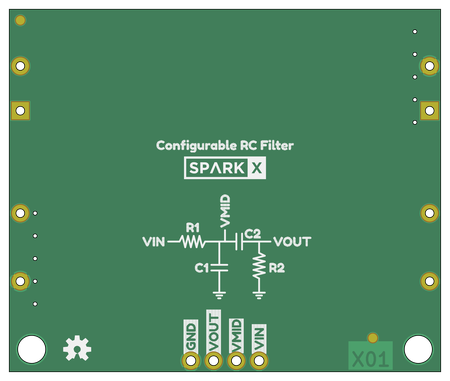 Configurable RC Filter
SPARK X
VMID
R1
C2
VIN
VOUT
C1
R2
GND
VOUT
VMID
VIN
X01